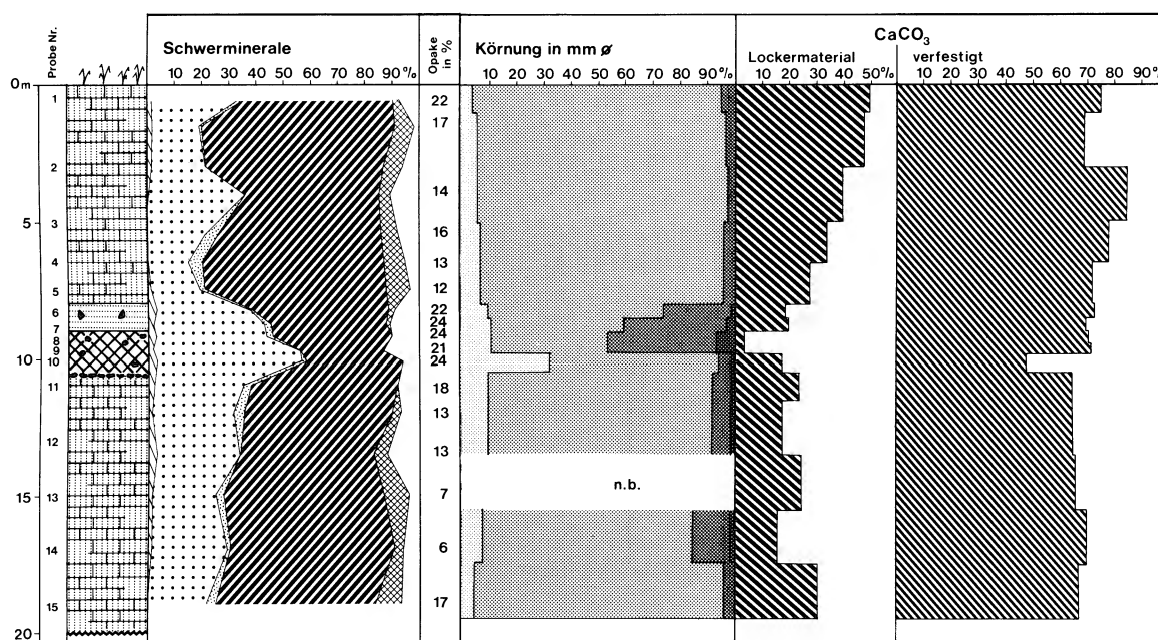 Probe Nr.
Schwerminerale
Opake in %
Körnung in mm ø
CaCO3
Lockermaterial
verfestigt
10 20 30 40 50 60 70 80 90%
10 20 30 40 50 60 70 80 90%
10 20 30 40 50%
10 20 30 40 50 60 70 80 90%
0 m
1
22
17
2
14
5
3
16
4
13
5
12
6
22
7
24
8
24
9
21
10
10
24
11
18
13
12
13
n.b.
15
13
7
14
6
15
17
20